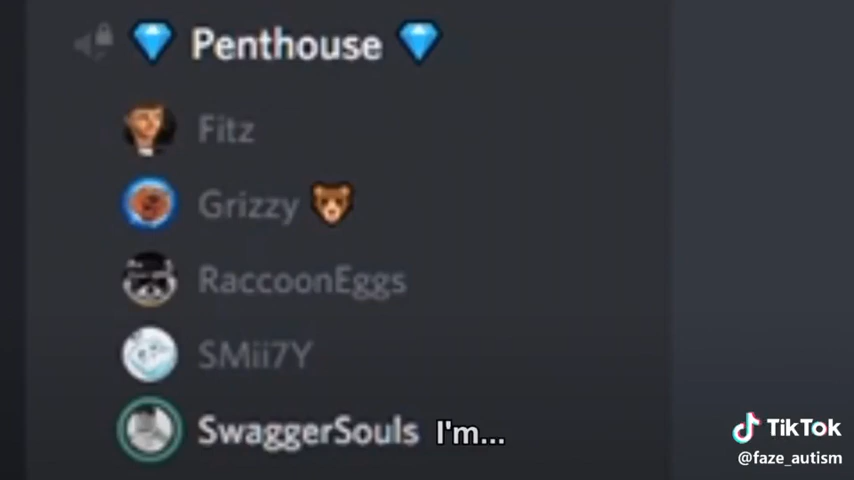 💎 Penthouse 💎
Fitz
Grizzy 🐻
RaccoonEggs
SMii7Y
SwaggerSouls I'm...
TikTok
@faze_autism